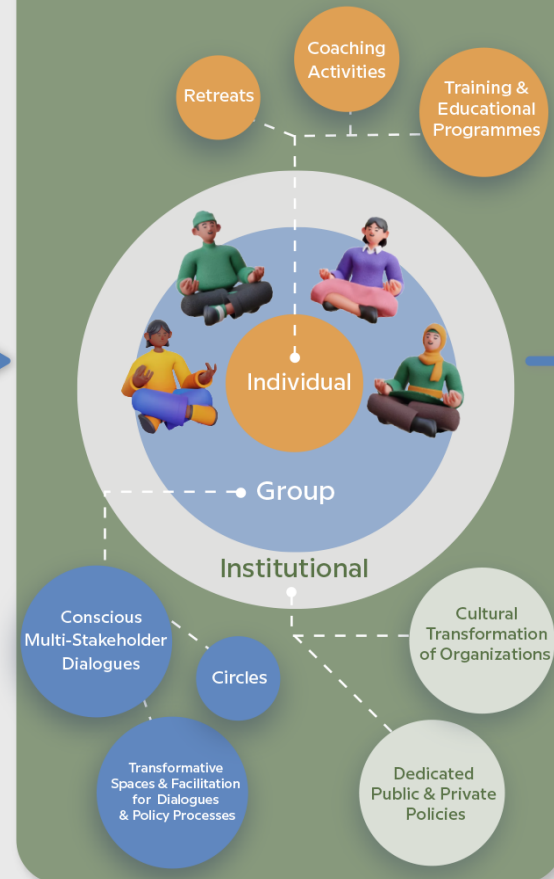 Coaching
Activities
Retreats
Training &
Educational
Programmes
Individual
Group
Institutional
Conscious
Multi-Stakeholder
Dialogues
Circles
Transformative
Spaces & Facilitation
for Dialogues
& Policy Processes
Cultural
Transformation
of Organizations
Dedicated
Public & Private
Policies